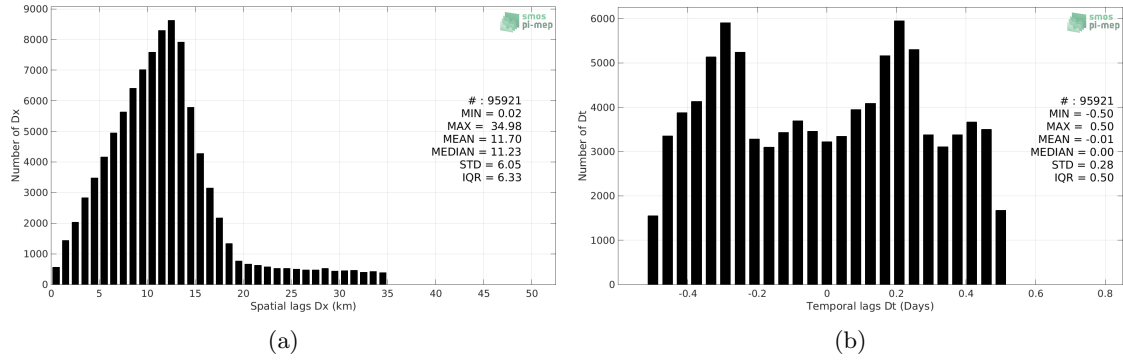 9000
8000
7000
6000
5000
4000
3000
2000
1000
0
Number of Dx
0 5 10 15 20 25 30 35 40 45 50
Spatial lags Dx (km)
smos
pi-mep
# : 95921
MIN = 0.02
MAX = 34.98
MEAN = 11.70
MEDIAN = 11.23
STD = 6.05
IQR = 6.33
(a)
6000
5000
4000
3000
2000
1000
0
Number of Dt
-0.4 -0.2 0 0.2 0.4 0.6 0.8
Temporal lags Dt (Days)
smos
pi-mep
# : 95921
MIN = -0.50
MAX = 0.50
MEAN = -0.01
MEDIAN = 0.00
STD = 0.28
IQR = 0.50
(b)